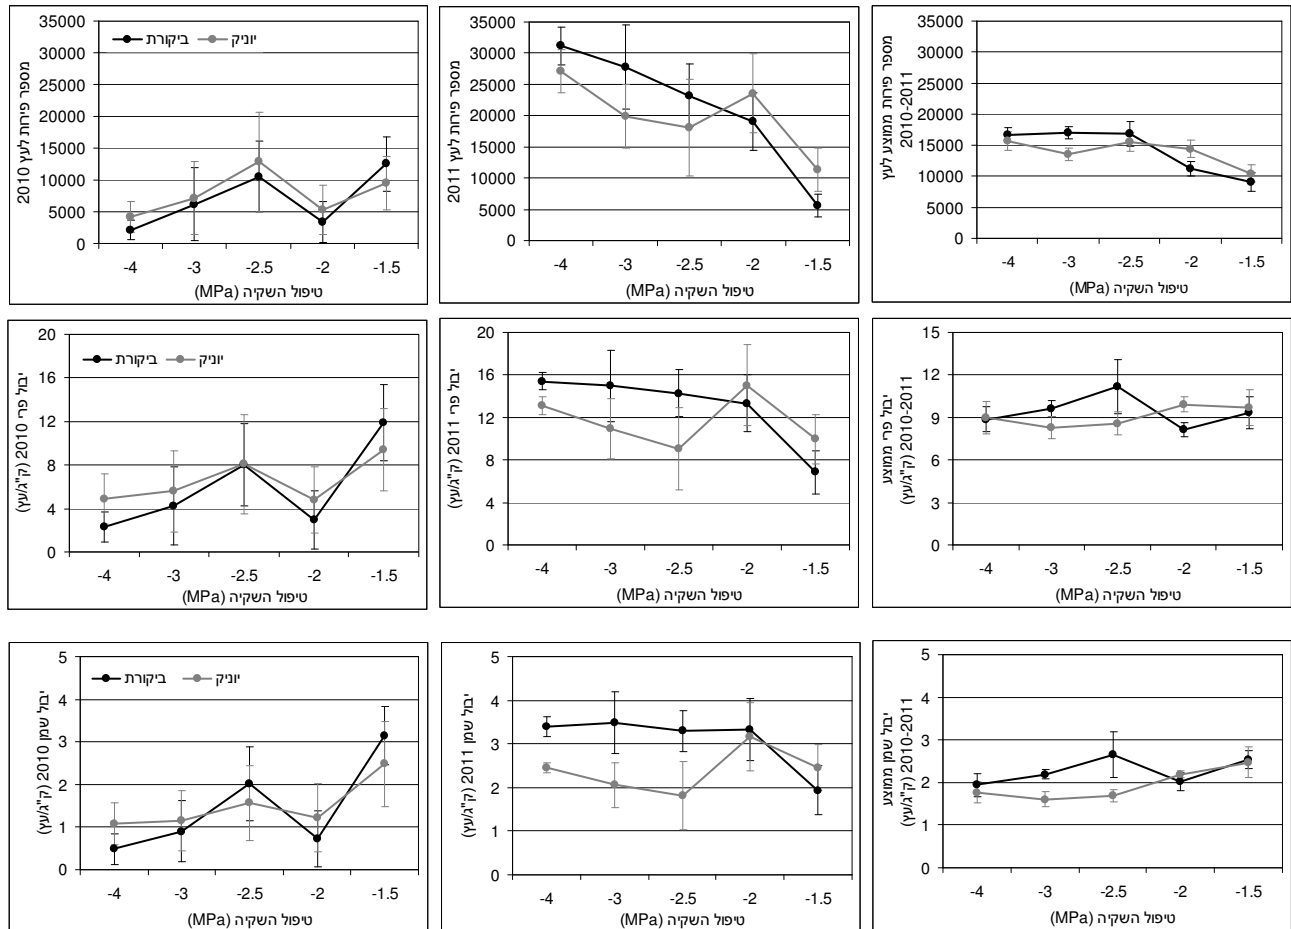 מספר פירות לעץ 2010
ביקורת
יוניק
35000
30000
25000
20000
15000
10000
5000
0
-4 -3 -2.5 -2 -1.5
טיפול השקיה (MPa)
מספר פירות לעץ 2011
35000
30000
25000
20000
15000
10000
5000
0
-4 -3 -2.5 -2 -1.5
טיפול השקיה (MPa)
מספר פירות ממוצע לעץ
2010-2011
35000
30000
25000
20000
15000
10000
5000
0
-4 -3 -2.5 -2 -1.5
טיפול השקיה (MPa)
יבול פרי 2010 (ק"ג/עץ)
ביקורת
יוניק
20
16
12
8
4
0
-4 -3 -2.5 -2 -1.5
טיפול השקיה (MPa)
יבול פרי 2011 (ק"ג/עץ)
20
16
12
8
4
0
-4 -3 -2.5 -2 -1.5
טיפול השקיה (MPa)
יבול פרי ממוצע
2010-2011 (ק"ג/עץ)
15
12
9
6
3
0
-4 -3 -2.5 -2 -1.5
טיפול השקיה (MPa)
יבול שמן 2010 (ק"ג/עץ)
ביקורת
יוניק
5
4
3
2
1
0
-4 -3 -2.5 -2 -1.5
טיפול השקיה (MPa)
יבול שמן 2011 (ק"ג/עץ)
5
4
3
2
1
0
-4 -3 -2.5 -2 -1.5
טיפול השקיה (MPa)
יבול שמן ממוצע
2010-2011 (ק"ג/עץ)
5
4
3
2
1
0
-4 -3 -2.5 -2 -1.5
טיפול השקיה (MPa)